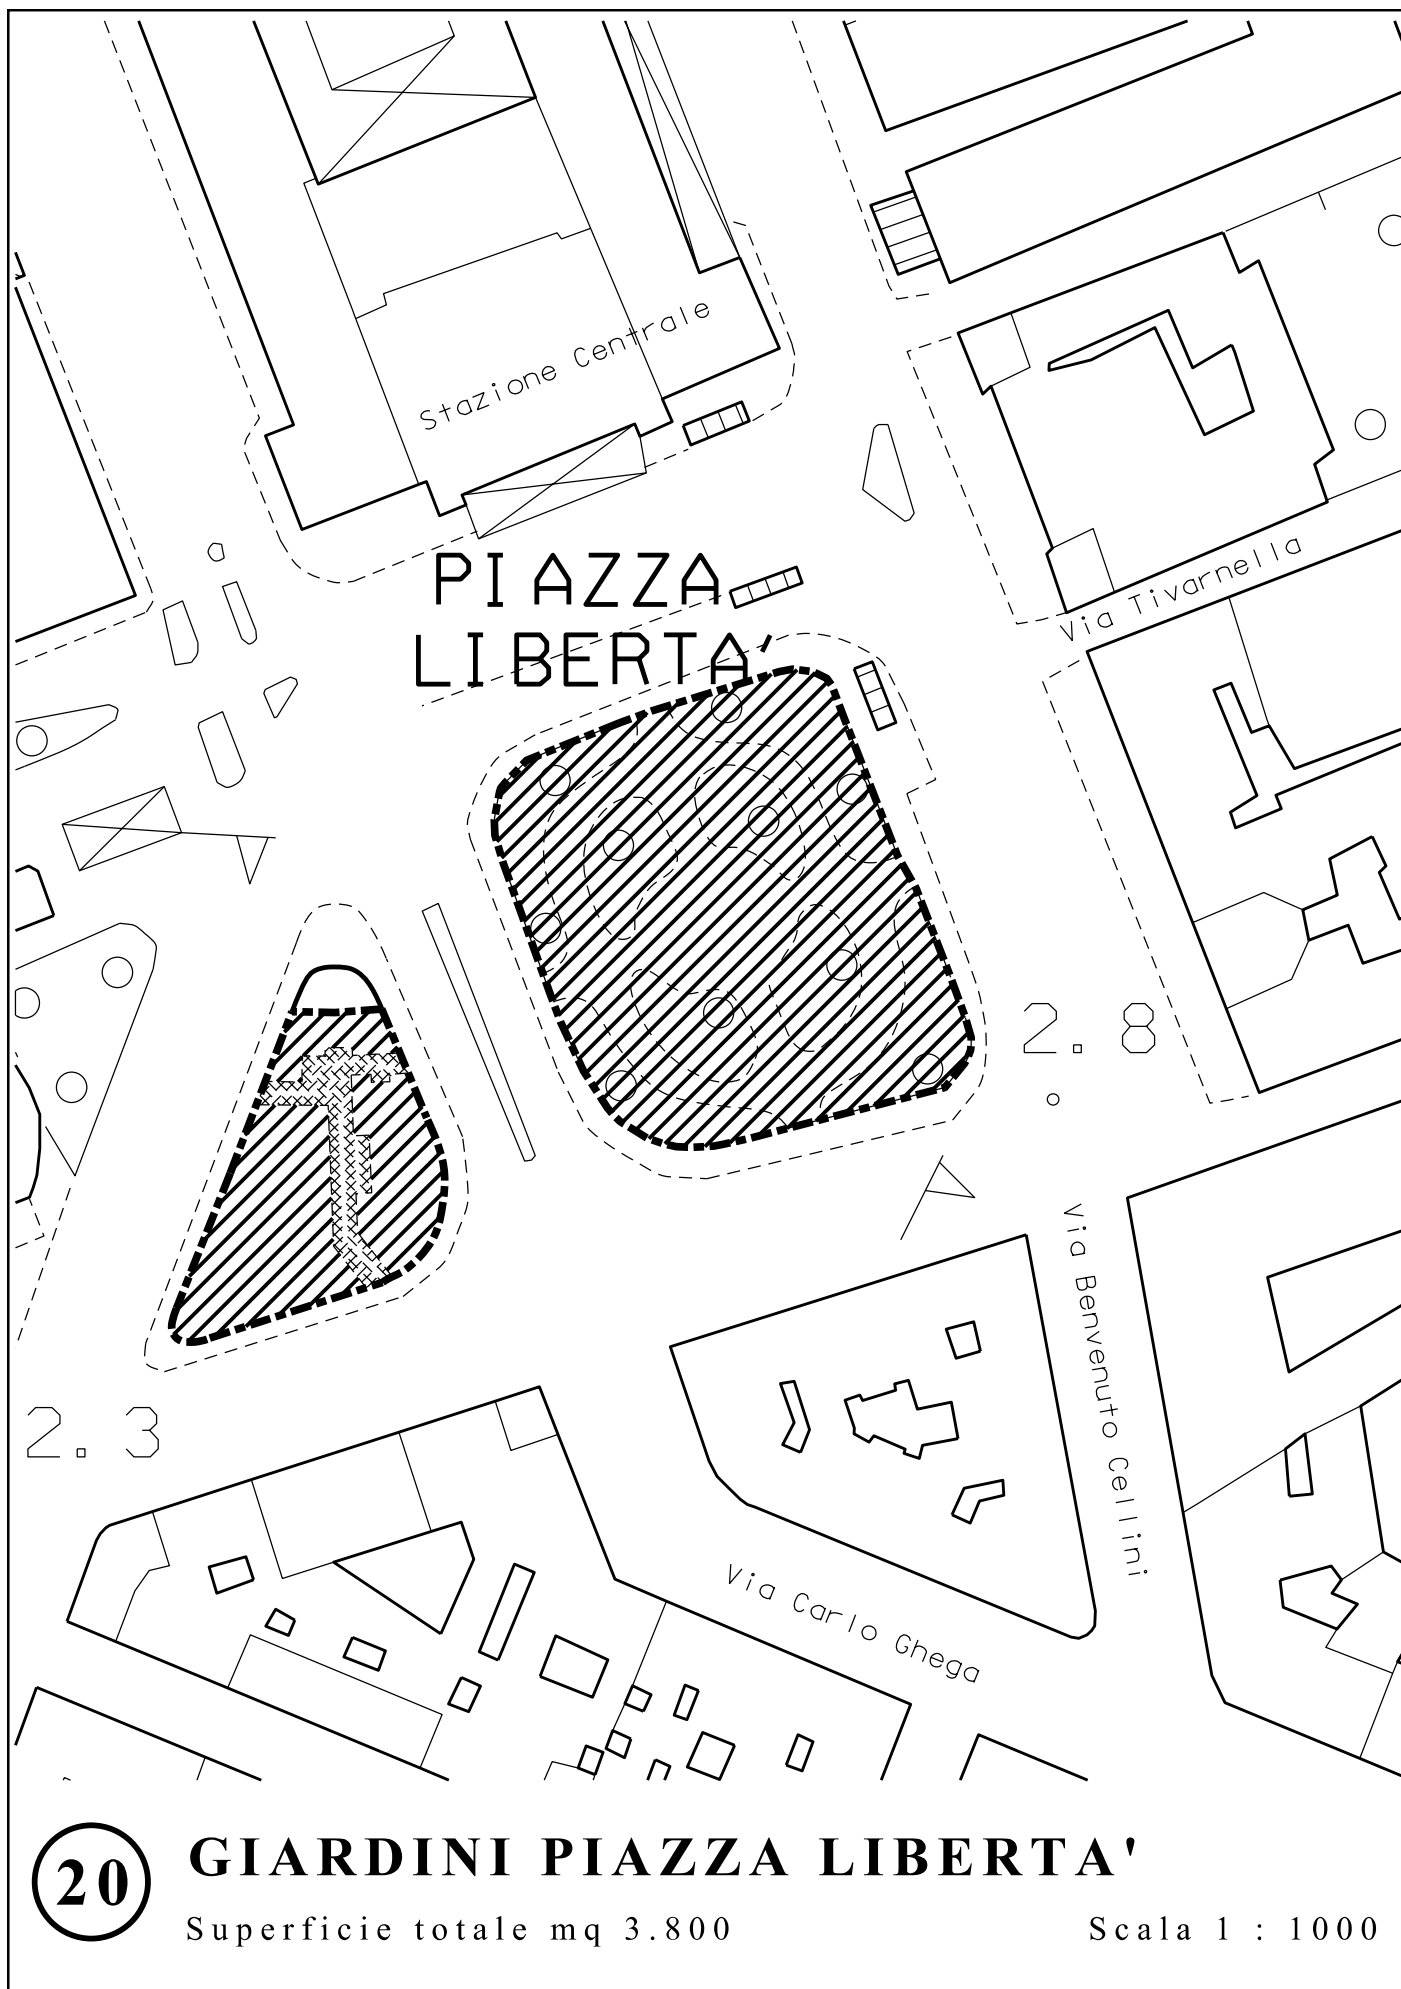 Stazione Centrale
PIAZZA
LIBERTA'
Via Tivarnella
2.8
Via Benvenuto Cellini
2.3
Via Carlo Ghega
20
GIARDINI PIAZZA LIBERTA'
Superficie totale mq 3.800
Scala 1 : 1000